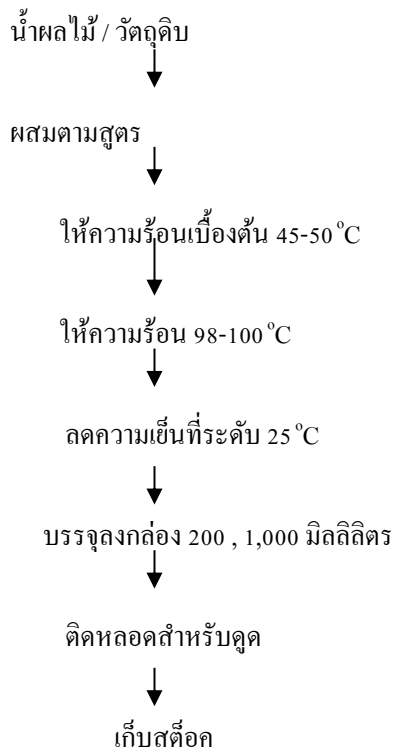 น้ำผลไม้ / วัตถุดิบ
ผสมตามสูตร
ให้ความร้อนเบื้องต้น 45-50 °C
ให้ความร้อน 98-100 °C
ลดความเย็นที่ระดับ 25 °C
บรรจุลงกล่อง 200 , 1,000 มิลลิลิตร
ติดหลอดสำหรับดูด
เก็บสต็อค